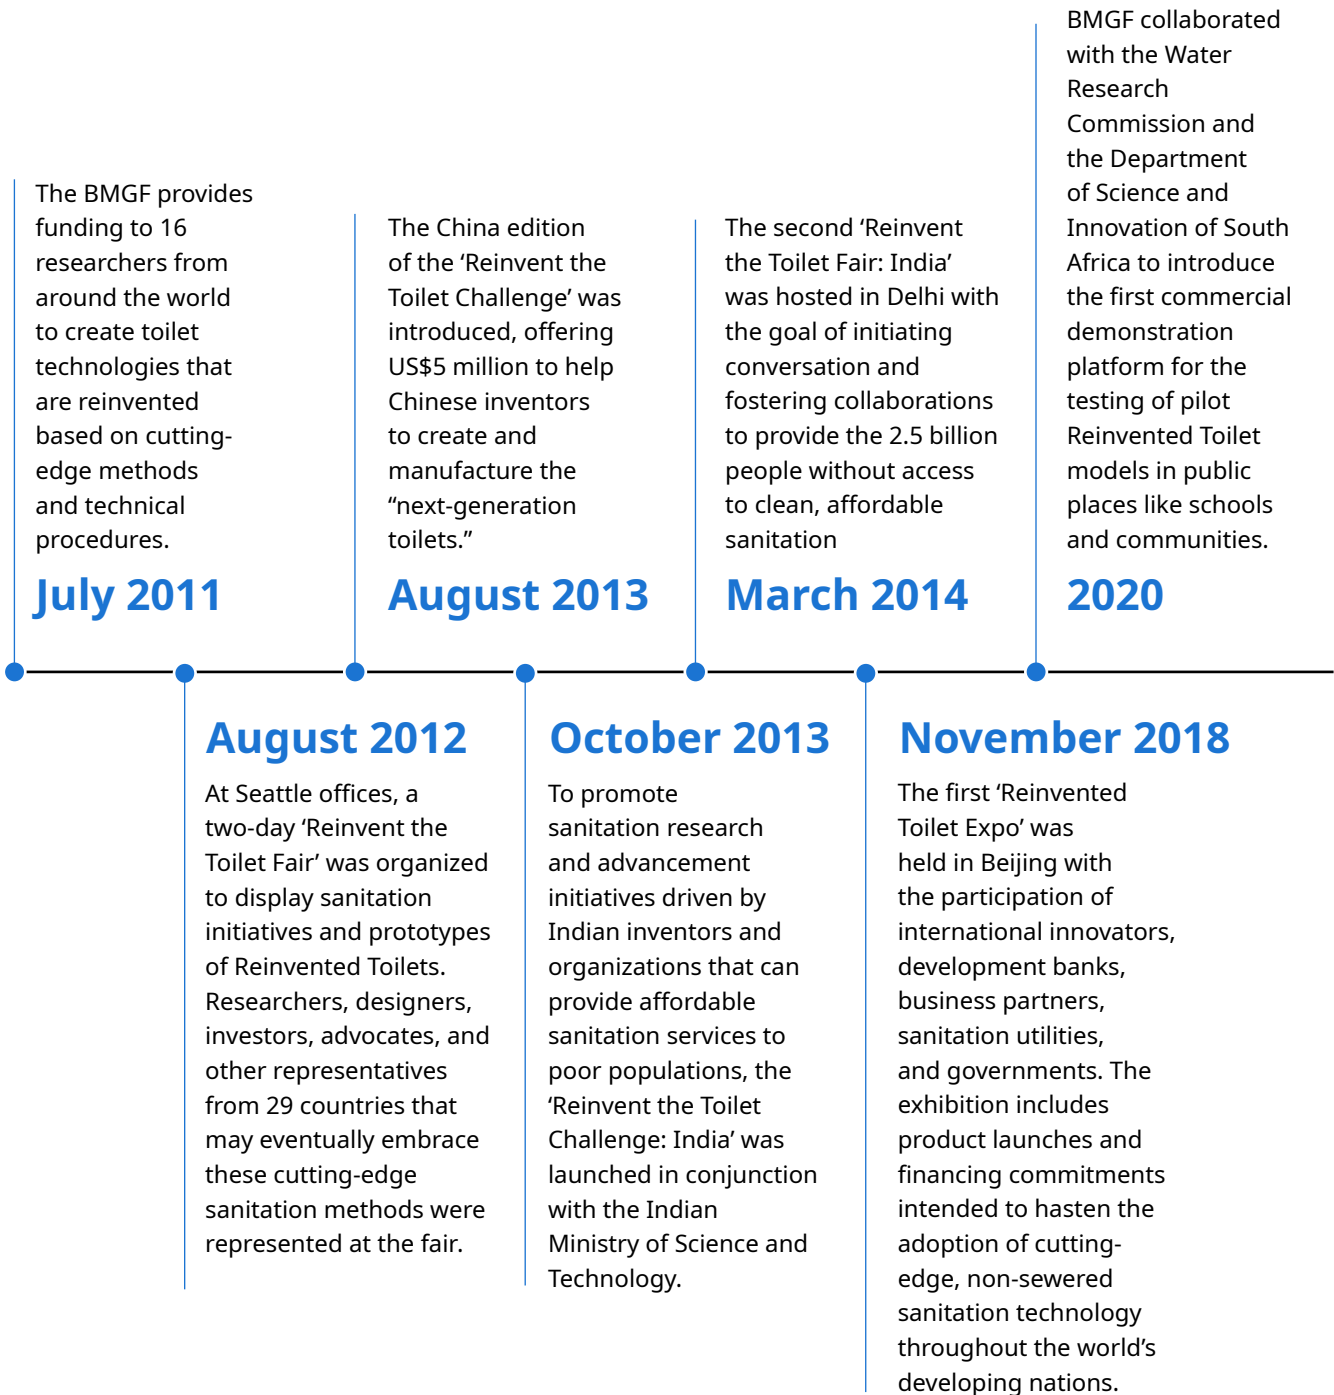 The BMGF provides
funding to 16
researchers from
around the world
to create toilet
technologies that
are reinvented
based on cutting-
edge methods
and technical
procedures.
July 2011
August 2012
At Seattle offices, a
two-day ‘Reinvent the
Toilet Fair’ was organized
to display sanitation
initiatives and prototypes
of Reinvented Toilets.
Researchers, designers,
investors, advocates, and
other representatives
from 29 countries that
may eventually embrace
these cutting-edge
sanitation methods were
represented at the fair.
The China edition
of the ‘Reinvent the
Toilet Challenge’ was
introduced, offering
US$5 million to help
Chinese inventors
to create and
manufacture the
“next-generation
toilets.”
August 2013
October 2013
To promote
sanitation research
and advancement
initiatives driven by
Indian inventors and
organizations that can
provide affordable
sanitation services to
poor populations, the
‘Reinvent the Toilet
Challenge: India’ was
launched in conjunction
with the Indian
Ministry of Science and
Technology.
The second ‘Reinvent
the Toilet Fair: India’
was hosted in Delhi with
the goal of initiating
conversation and
fostering collaborations
to provide the 2.5 billion
people without access
to clean, affordable
sanitation
March 2014
November 2018
The first ‘Reinvented
Toilet Expo’ was
held in Beijing with
the participation of
international innovators,
development banks,
business partners,
sanitation utilities,
and governments. The
exhibition includes
product launches and
financing commitments
intended to hasten the
adoption of cutting-
edge, non-sewered
sanitation technology
throughout the world’s
developing nations.
BMGF collaborated
with the Water
Research
Commission and
the Department
of Science and
Innovation of South
Africa to introduce
the first commercial
demonstration
platform for the
testing of pilot
Reinvented Toilet
models in public
places like schools
and communities.
2020